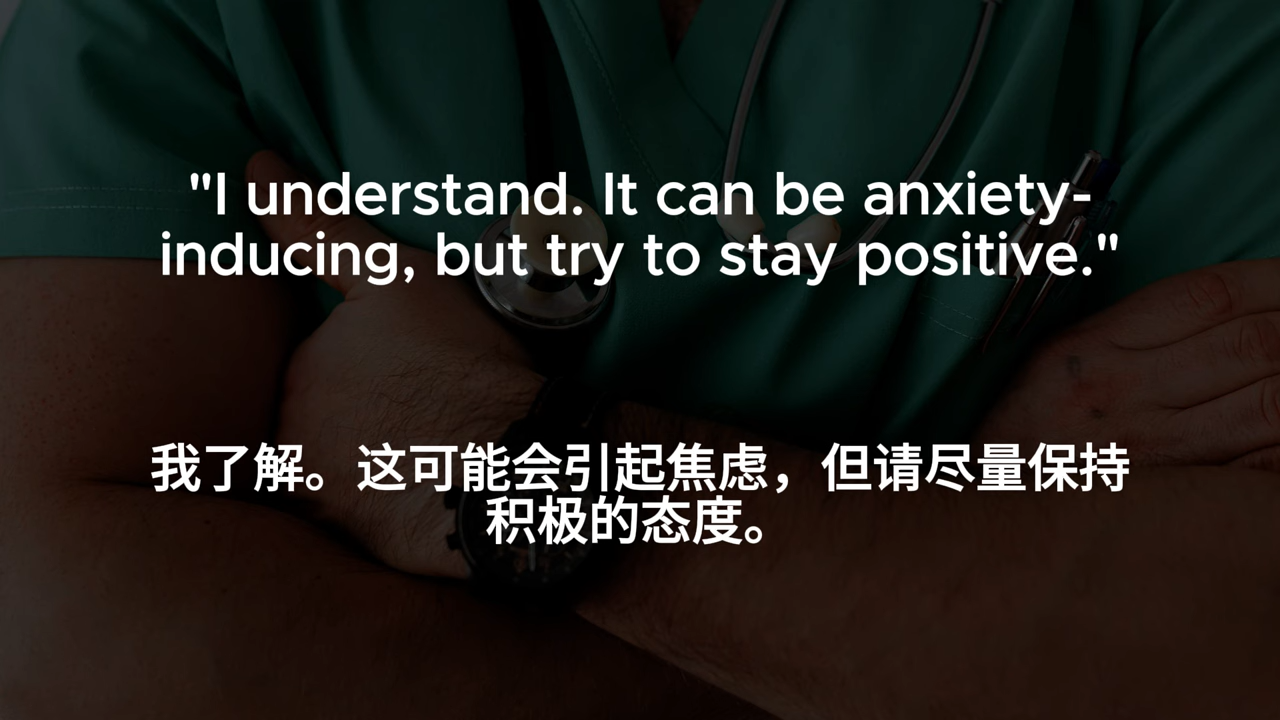 "I understand. It can be anxiety-
inducing, but try to stay positive."
我了解。这可能会引起焦虑，但请尽量保持
积极的态度。